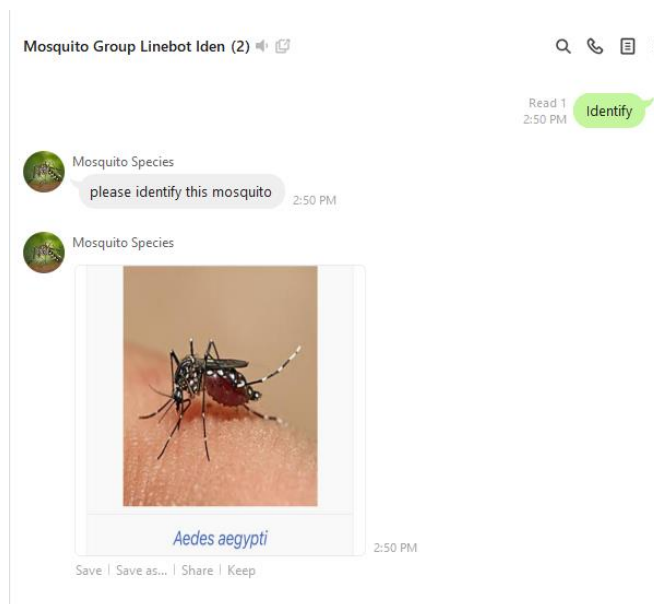 Mosquito Group Linebot Iden (2)
Read 1
2:50 PM
Identify
Mosquito Species
please identify this mosquito
2:50 PM
Mosquito Species
Aedes aegypti
2:50 PM
Save | Save as... | Share | Keep